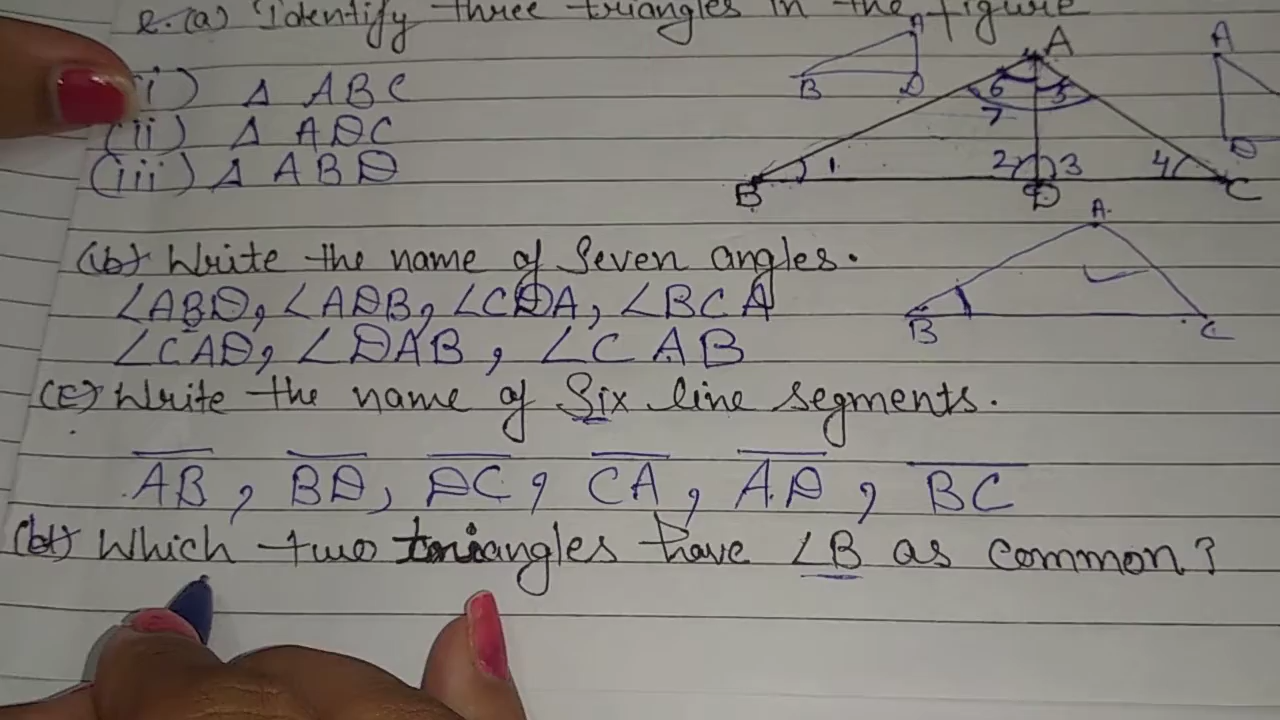 2. (a) Identify three triangles in the figure
(i) Δ ABC
(ii) Δ ADC
(iii) Δ ABD
A
B D
A
6 5
7
B 1 2 3 4 C
D
A
D
(b) Write the name of Seven angles.
∠ABD, ∠ADB, ∠CDA, ∠BCA
∠CAD, ∠DAB, ∠CAB
A
B C
(c) Write the name of Six line segments.
AB, BD, DC, CA, AD, BC
(d) Which two triangles have ∠B as common?